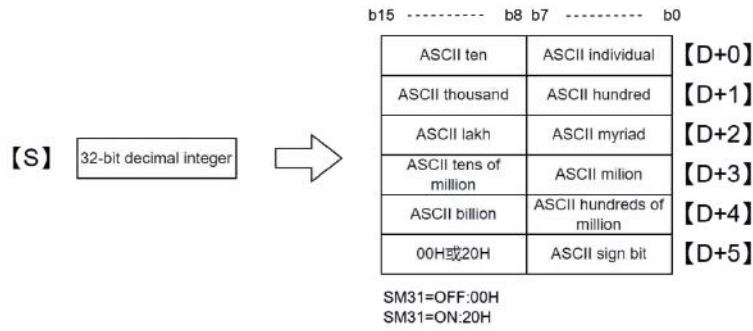 b15 ---------- b8 b7 ---------- b0
ASCII ten ASCII individual 【D+0】
ASCII thousand ASCII hundred 【D+1】
ASCII lakh ASCII myriad 【D+2】
【S】 32-bit decimal integer
ASCII tens of
million
ASCII milion 【D+3】
ASCII billion
ASCII hundreds of
million
【D+4】
00H或20H ASCII sign bit 【D+5】
SM31=OFF:00H
SM31=ON:20H